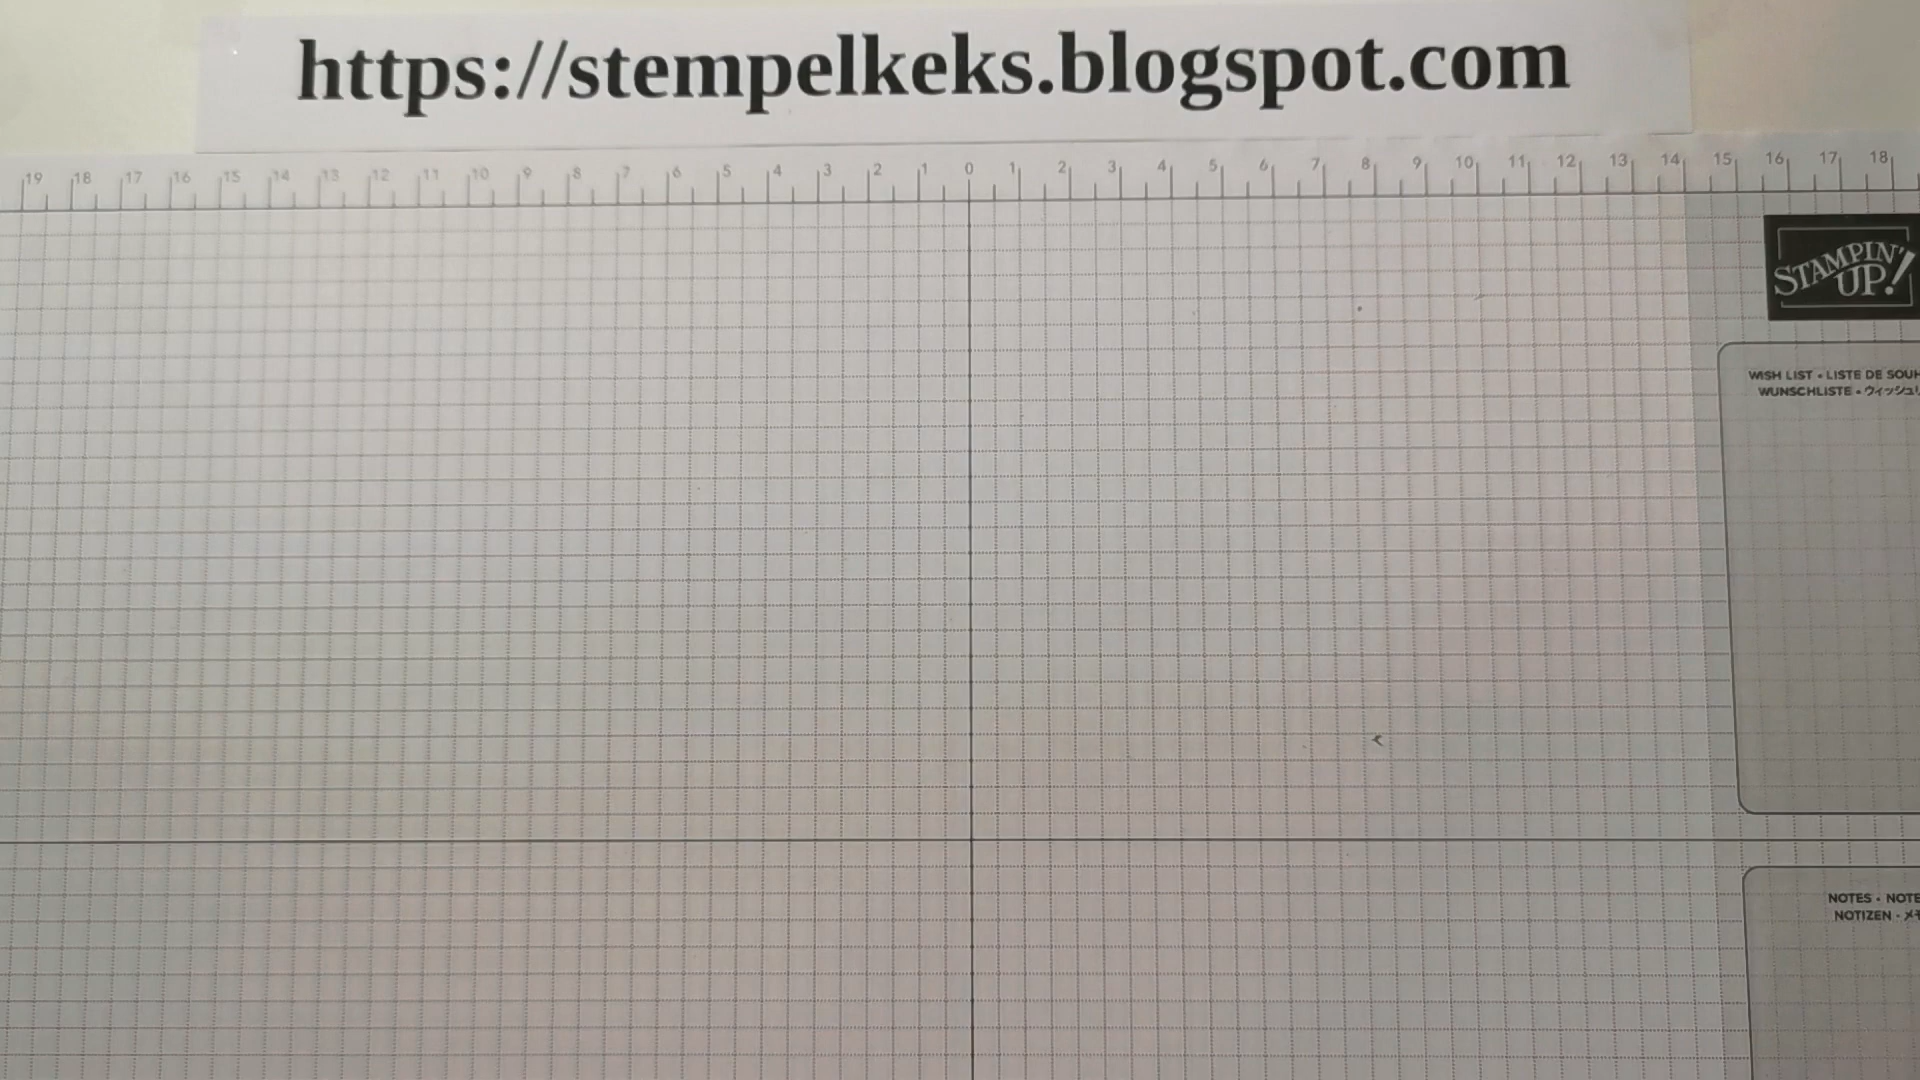 https://stempelkeks.blogspot.com
19 18 17 16 15 14 13 12 11 10 9 8 7 6 5 4 3 2 1 0 1 2 3 4 5 6 7 8 9 10 11 12 13 14 15 16 17 18
STAMPIN' UP!
WISH LIST • LISTE DE SOUH
WUNSCHLISTE • ウィッシュリ
NOTES • NOTE
NOTIZEN • メモ